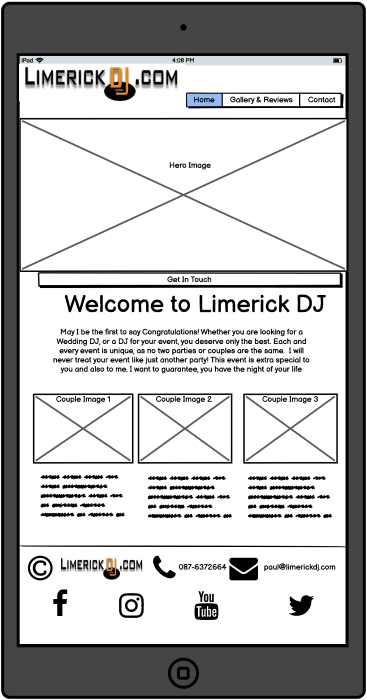 iPod 4:08 PM
LIMERICKDJ.COM
Home Gallery & Reviews Contact
Hero Image
Get In Touch
Welcome to Limerick DJ
May I be the first to say Congratulations! Whether you are looking for a
Wedding DJ, or a DJ for your event, you deserve only the best. Each and
every event is unique, as no two parties or couples are the same. I will
never treat your event like just another party! This event is extra special to
you and also to me. I want to guarantee, you have the night of your life
Couple Image 1 Couple Image 2 Couple Image 3
© LIMERICKDJ.COM 087-6372664 paul@limerickdj.com
You
Tube